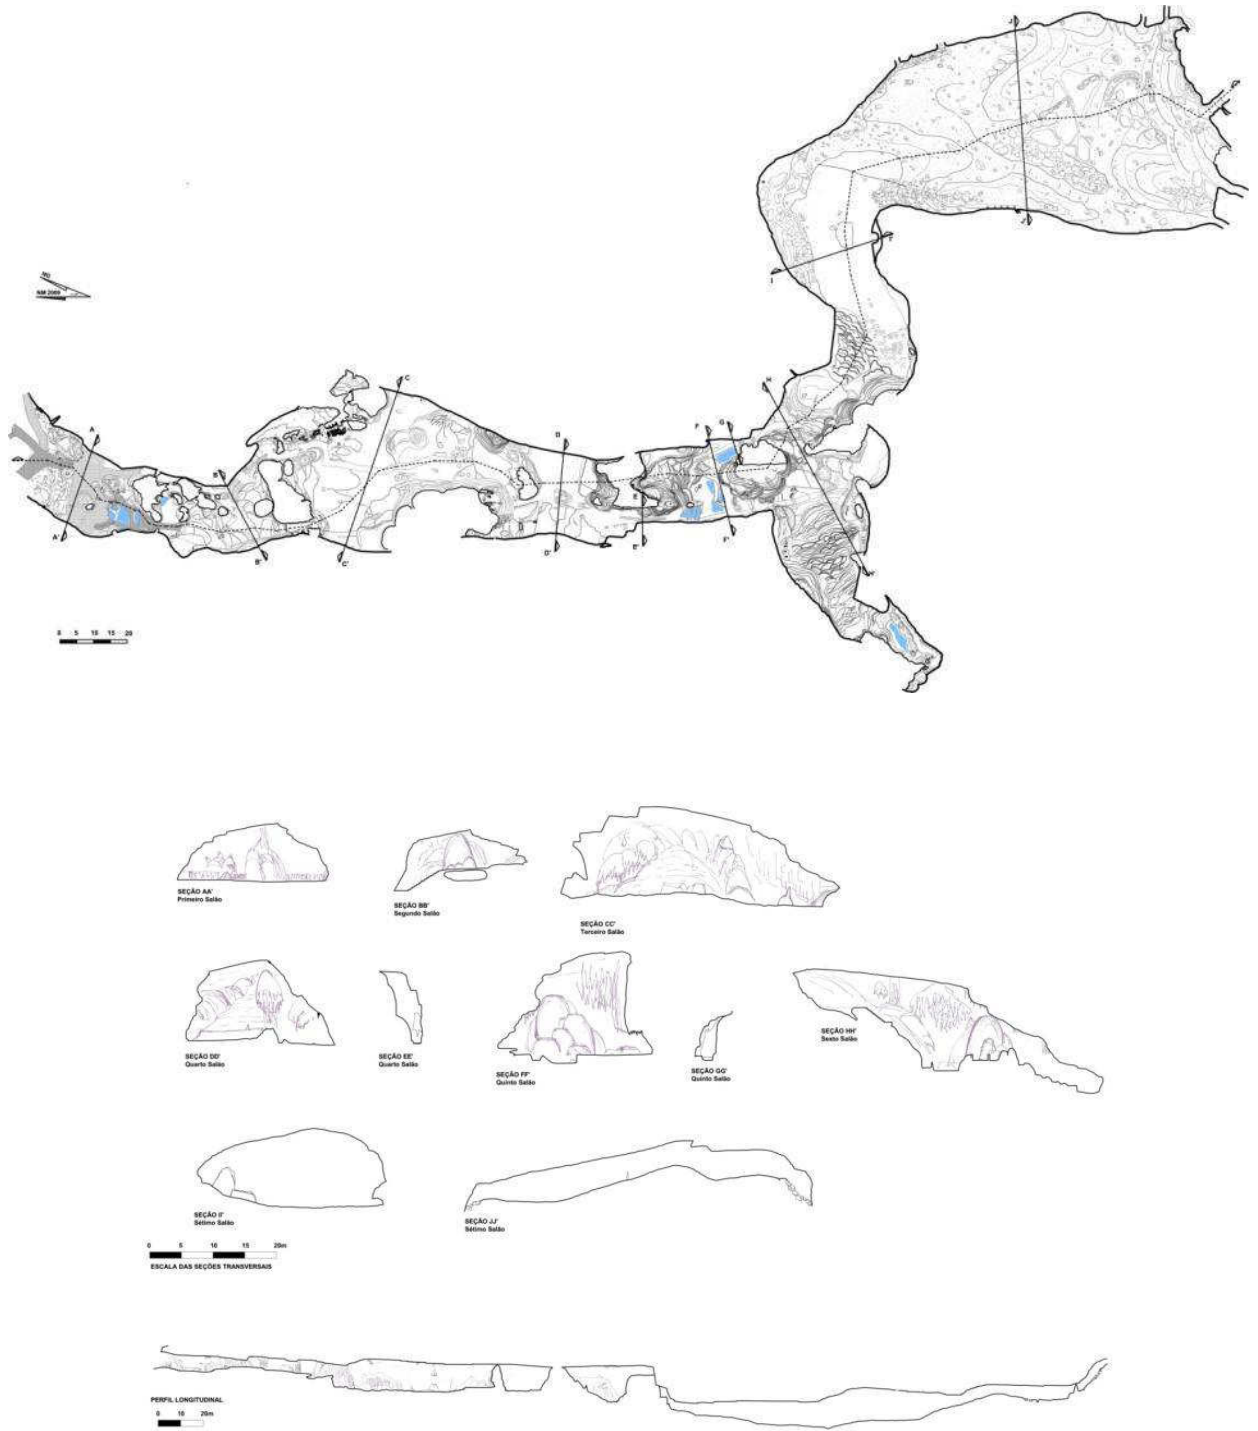 J
J'
I
I'
NG
NM 2009
H
C
G
F
A
D
B
E
A'
D'
E'
F'
B'
C'
H'
0 5 10 15 20
SEÇÃO AA'
Primeiro Salão
SEÇÃO BB'
Segundo Salão
SEÇÃO CC'
Terceiro Salão
SEÇÃO DD'
Quarto Salão
SEÇÃO EE'
Quarto Salão
SEÇÃO FF'
Quinto Salão
SEÇÃO GG'
Quinto Salão
SEÇÃO HH'
Sexto Salão
SEÇÃO II'
Sétimo Salão
SEÇÃO JJ'
Sétimo Salão
0 5 10 15 20m
ESCALA DAS SEÇÕES TRANSVERSAIS
PERFIL LONGITUDINAL
0 10 20m